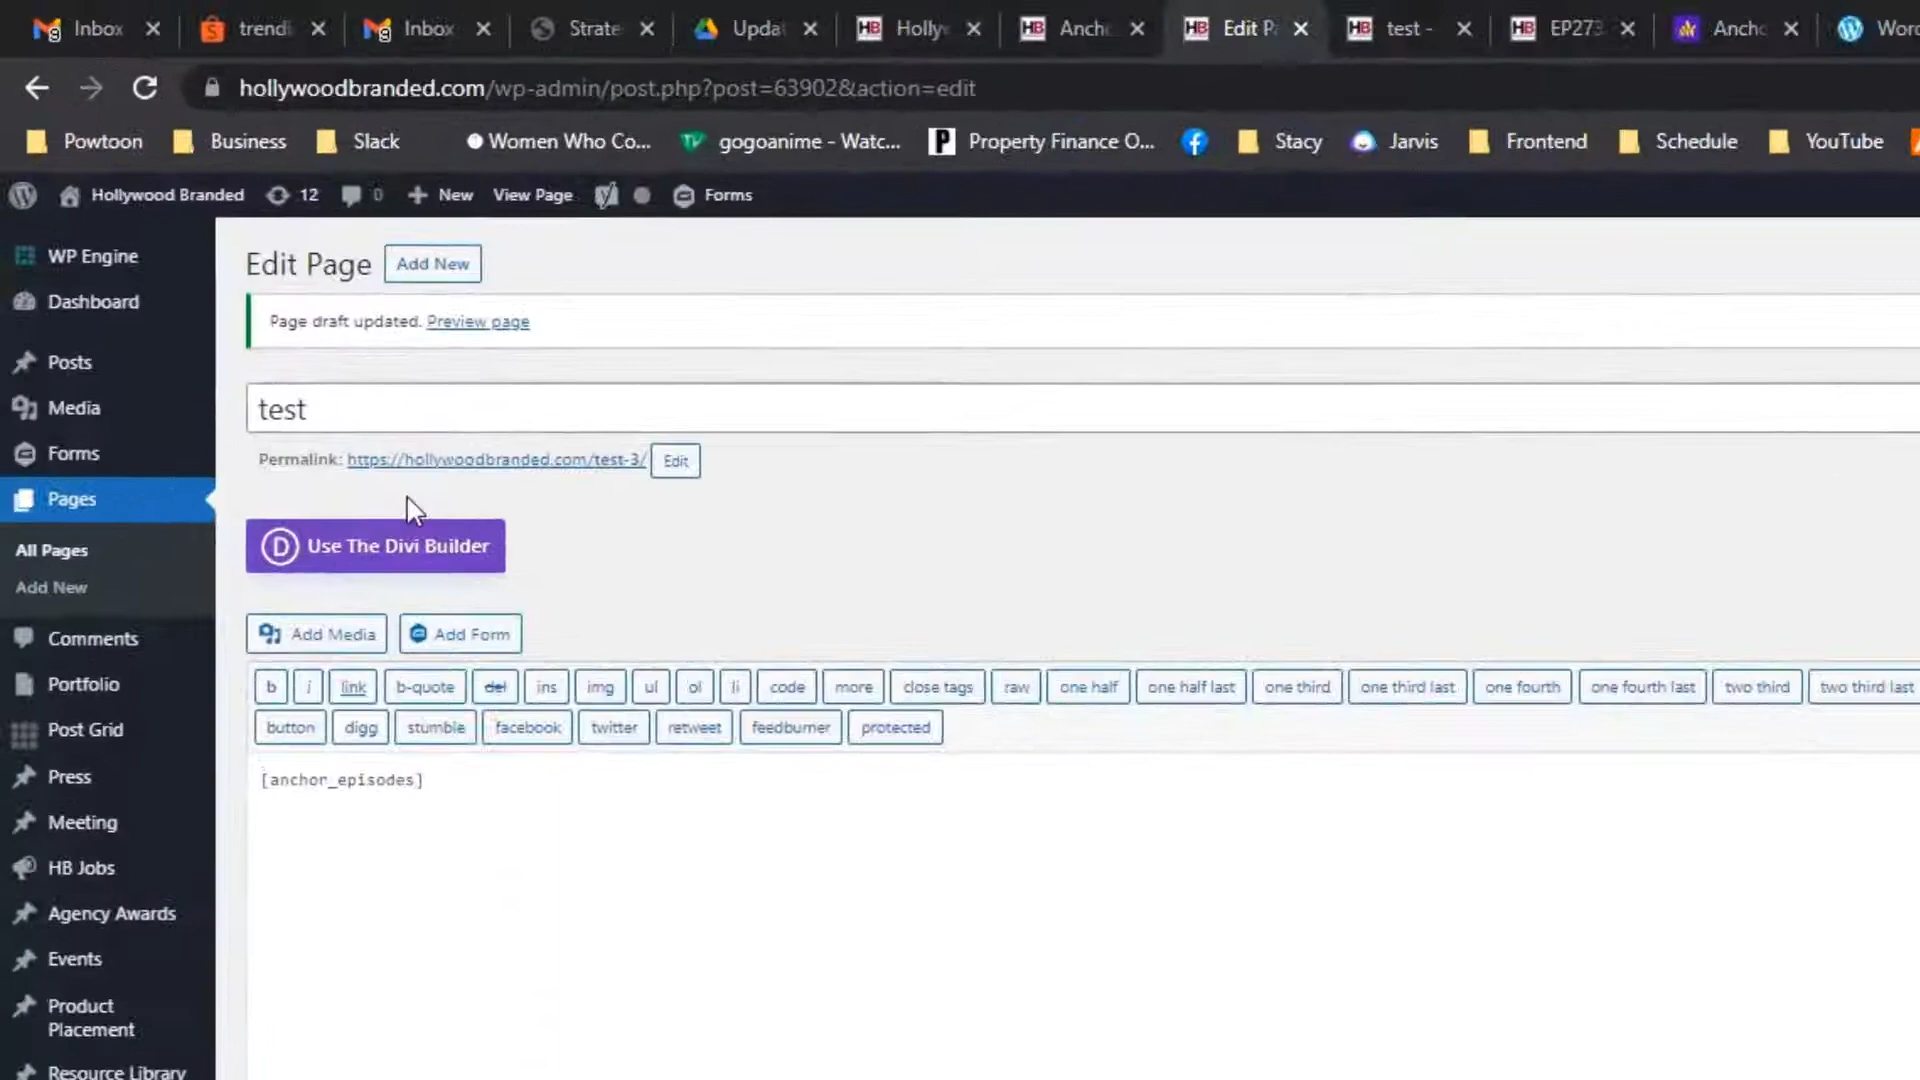 Inbox
trendi
Inbox
Strate
Updat
Holly
Ancho
Edit P
test -
EP273
Ancho
Word
hollywoodbranded.com/wp-admin/post.php?post=63902&action=edit
Powtoon
Business
Slack
Women Who Co...
gogoanime - Watc...
Property Finance O...
Stacy
Jarvis
Frontend
Schedule
YouTube
Hollywood Branded
12
0
New
View Page
Forms
WP Engine
Dashboard
Posts
Media
Forms
Pages
All Pages
Add New
Comments
Portfolio
Post Grid
Press
Meeting
HB Jobs
Agency Awards
Events
Product
Placement
Resource Library
Edit Page
Add New
Page draft updated. Preview page
test
Permalink: https://hollywoodbranded.com/test-3/ Edit
Use The Divi Builder
Add Media
Add Form
b i link b-quote del ins img ul ol li code more close tags raw one half one half last one third one third last one fourth one fourth last two third two third last
button digg stumble facebook twitter retweet feedburner protected
[anchor_episodes]